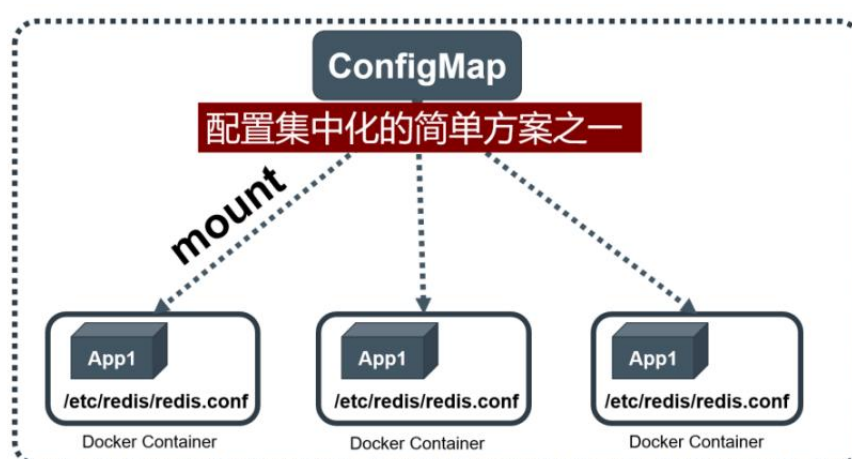 ConfigMap
配置集中化的简单方案之一
mount
App1
App1
App1
/etc/redis/redis.conf
/etc/redis/redis.conf
/etc/redis/redis.conf
Docker Container
Docker Container
Docker Container